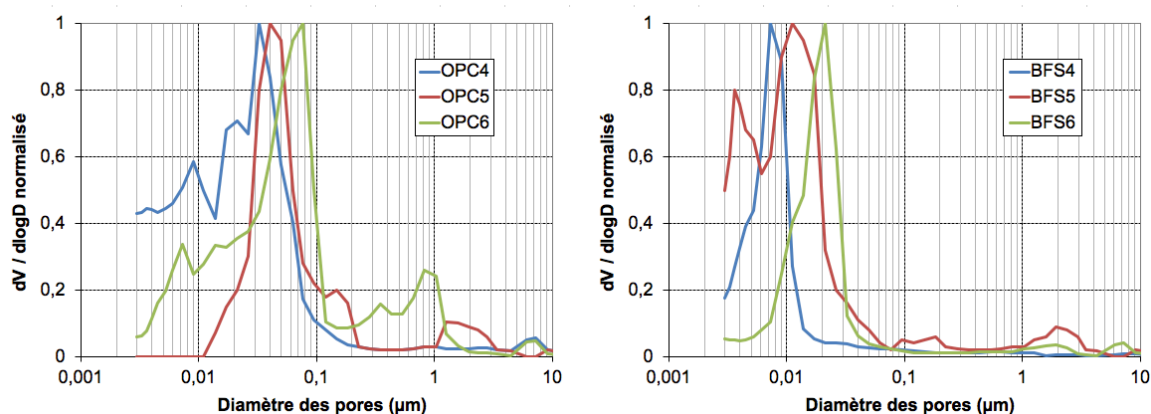 dV / dlogD normalisé
1
0,8
0,6
0,4
0,2
0
0,001
0,01
0,1
1
10
Diamètre des pores (µm)
OPC4
OPC5
OPC6
dV / dlogD normalisé
1
0,8
0,6
0,4
0,2
0
0,001
0,01
0,1
1
10
Diamètre des pores (µm)
BFS4
BFS5
BFS6